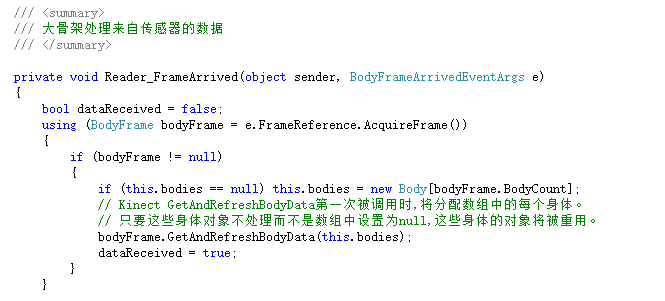 /// <summary>
/// 大骨架处理来自传感器的数据
/// </summary>
private void Reader_FrameArrived(object sender, BodyFrameArrivedEventArgs e)
{
bool dataReceived = false;
using (BodyFrame bodyFrame = e.FrameReference.AcquireFrame())
{
if (bodyFrame != null)
{
if (this.bodies == null) this.bodies = new Body[bodyFrame.BodyCount];
// Kinect GetAndRefreshBodyData第一次被调用时,将分配数组中的每个身体。
// 只要这些身体对象不处理而不是数组中设置为null,这些身体的对象将被重用。
bodyFrame.GetAndRefreshBodyData(this.bodies);
dataReceived = true;
}
}